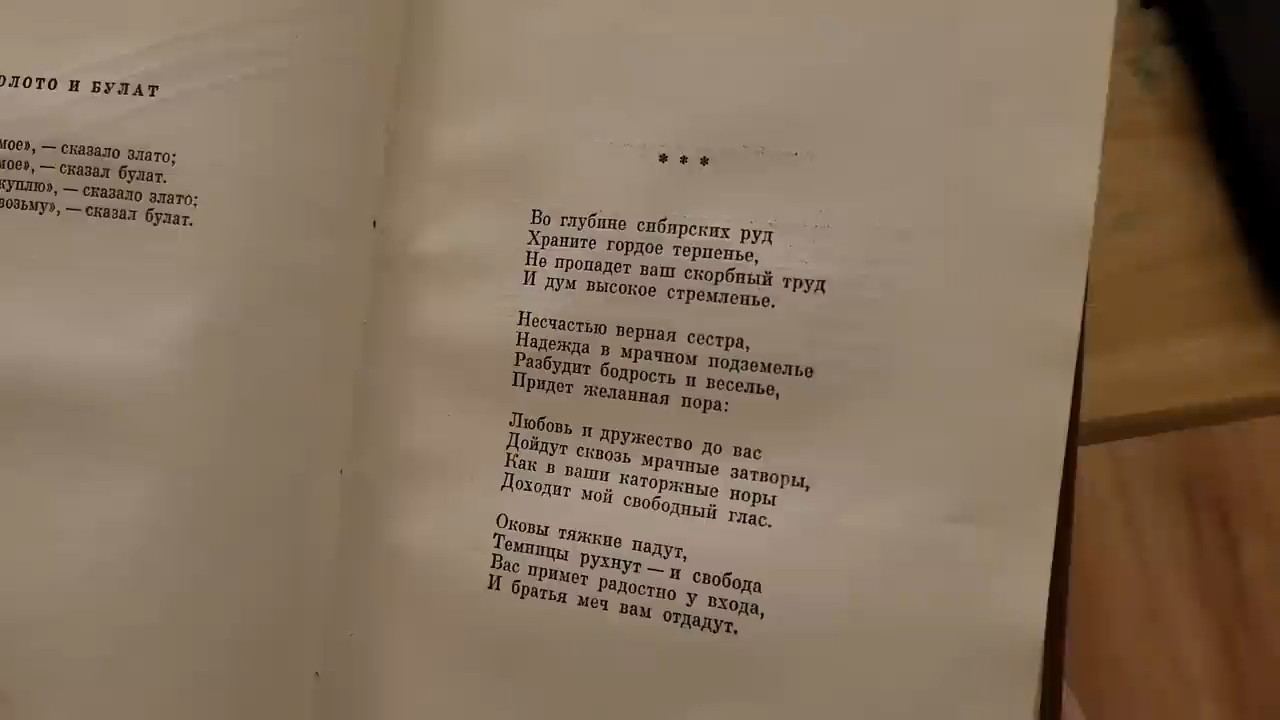 ОЛОТО И БУЛАТ
мое», — сказало злато;
мое», — сказал булат.
куплю», — сказало злато;
возьму», — сказал булат.
* * *
Во глубине сибирских руд
Храните гордое терпенье,
Не пропадет ваш скорбный труд
И дум высокое стремленье.
Несчастью верная сестра,
Надежда в мрачном подземелье
Разбудит бодрость и веселье,
Придет желанная пора:
Любовь и дружество до вас
Дойдут сквозь мрачные затворы,
Как в ваши каторжные норы
Доходит мой свободный глас.
Оковы тяжкие падут,
Темницы рухнут — и свобода
Вас примет радостно у входа,
И братья меч вам отдадут.